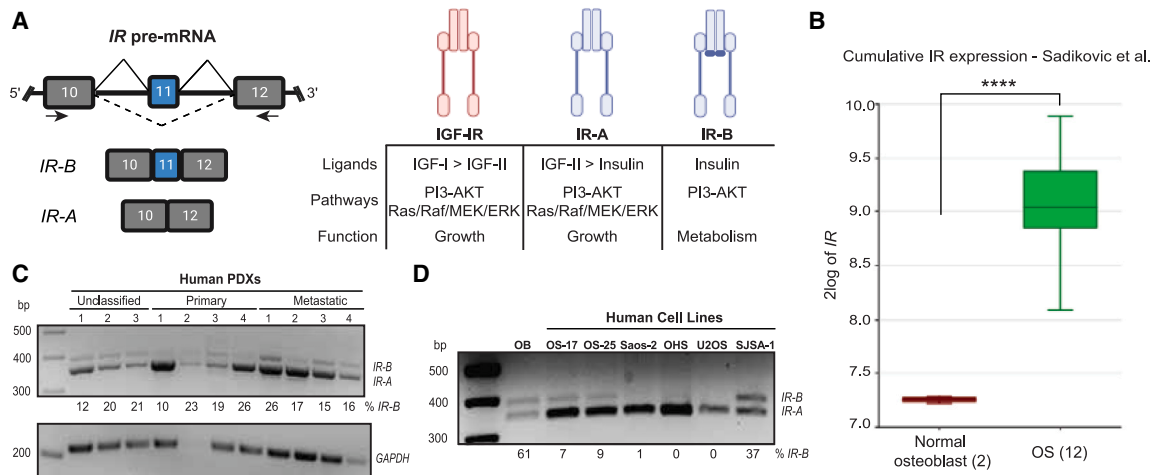 A
IR pre-mRNA
5'
10
11
12
3'
IR-B
10
11
12
IR-A
10
12
IGF-IR
IR-A
IR-B
Ligands
IGF-I > IGF-II
IGF-II > Insulin
Insulin
Pathways
PI3-AKT
Ras/Raf/MEK/ERK
PI3-AKT
Ras/Raf/MEK/ERK
PI3-AKT
Function
Growth
Growth
Metabolism
B
Cumulative IR expression - Sadikovic et al.
****
2log of IR
10.0
9.5
9.0
8.5
8.0
7.5
7.0
Normal
osteoblast (2)
OS (12)
C
Human PDXs
Unclassified
Primary
Metastatic
bp
1 2 3 1 2 3 4 1 2 3 4
500
400
300
IR-B
IR-A
12 20 21 10 23 19 26 26 17 15 16 % IR-B
200
GAPDH
D
Human Cell Lines
bp
OB OS-17 OS-25 Saos-2 OHS U2OS SJSA-1
500
400
300
IR-B
IR-A
61 7 9 1 0 0 37 % IR-B